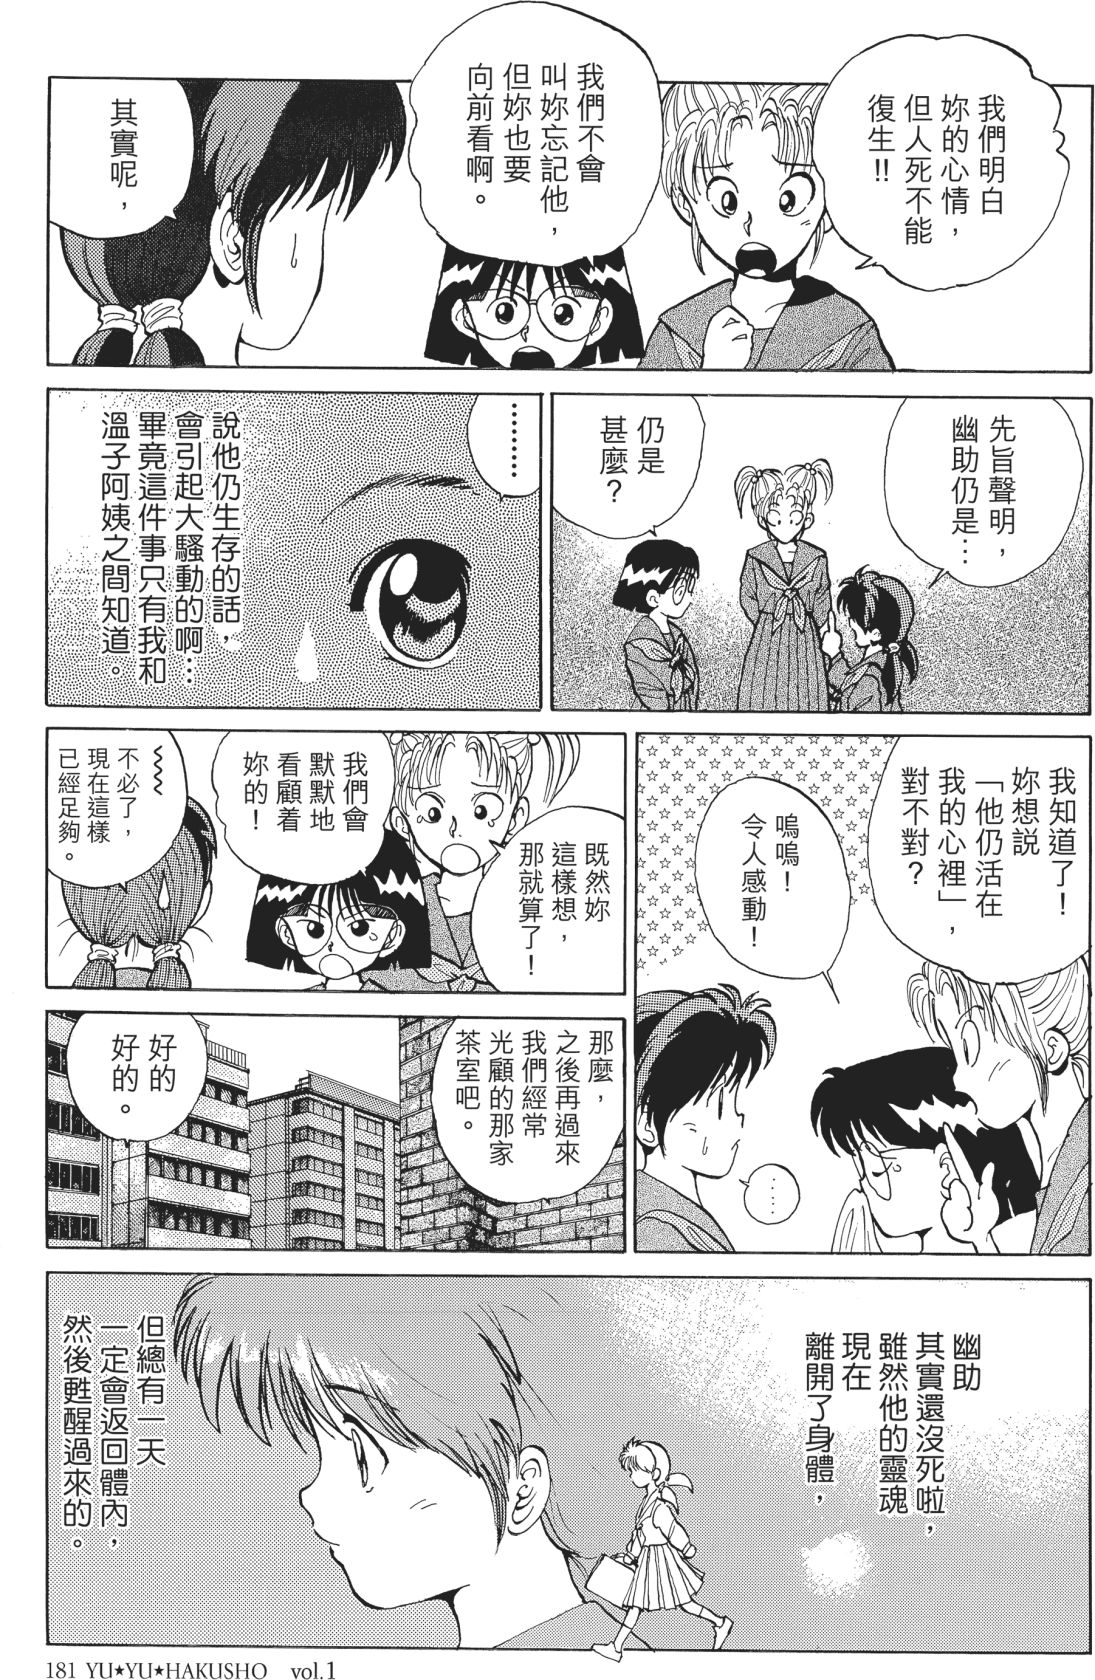 我們明白
妳的心情，
但人死不能
復生!!
我們不會
叫妳忘記他，
但妳也要
向前看啊。
其實呢，
先旨聲明，
幽助仍是…
仍是
甚麼？
………
說他仍生存的話，
會引起大騷動的啊…
畢竟這件事只有我和
溫子阿姨之間知道。
我知道了！
妳想說
「他仍活在
我的心裡」，
對不對？
嗚嗚！
令人感動！
……
既然妳
這樣想，
那就算了！
我們會
默默地
看顧着
妳的！
不必了，
現在這樣
已經足夠。
那麼，
之後再過來
我們經常
光顧的那家
茶室吧。
好的
好的。
幽助
其實還沒死啦，
雖然他的靈魂
現在
離開了身體，
但總有一天
一定會返回體內，
然後甦醒過來的。
181 YU★YU★HAKUSHO vol.1